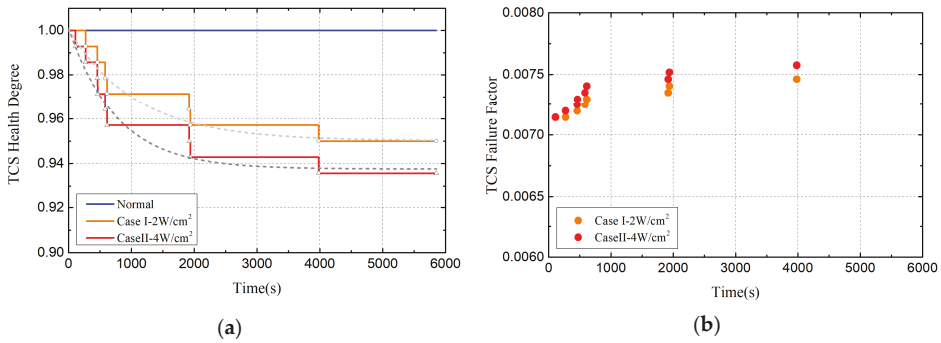 TCS Health Degree
1.00
0.98
0.96
0.94
0.92
0.90
Normal
Case I-2W/cm²
CaseII-4W/cm²
0 1000 2000 3000 4000 5000 6000
Time(s)
(a)
TCS Failure Factor
0.0080
0.0075
0.0070
0.0065
0.0060
Case I-2W/cm²
CaseII-4W/cm²
0 1000 2000 3000 4000 5000 6000
Time(s)
(b)